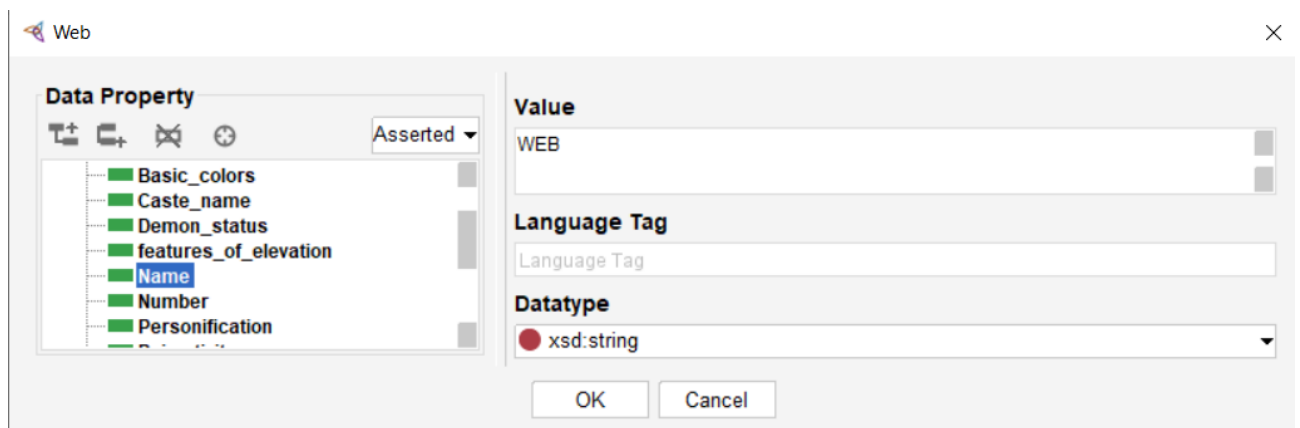 Web
Data Property
Asserted
Basic_colors
Caste_name
Demon_status
features_of_elevation
Name
Number
Personification
Value
WEB
Language Tag
Language Tag
Datatype
xsd:string
OK
Cancel